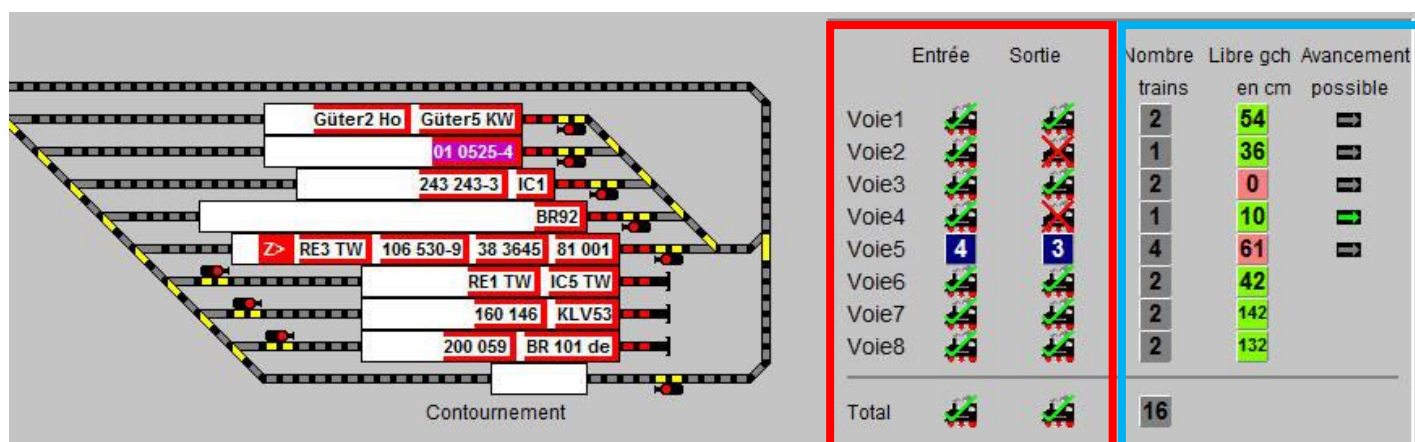 Entrée Sortie Nombre trains Libre gch en cm Avancement possible
Güter2 Ho Güter5 KW Voie1 2 54
01 0525-4 Voie2 1 36
243 243-3 IC1 Voie3 2 0
BR92 Voie4 1 10
Z> RE3 TW 106 530-9 38 3645 81 001 Voie5 4 3 4 61
RE1 TW IC5 TW Voie6 2 42
160 146 KLV53 Voie7 2 142
200 059 BR 101 de Voie8 2 132
Contournement Total 16